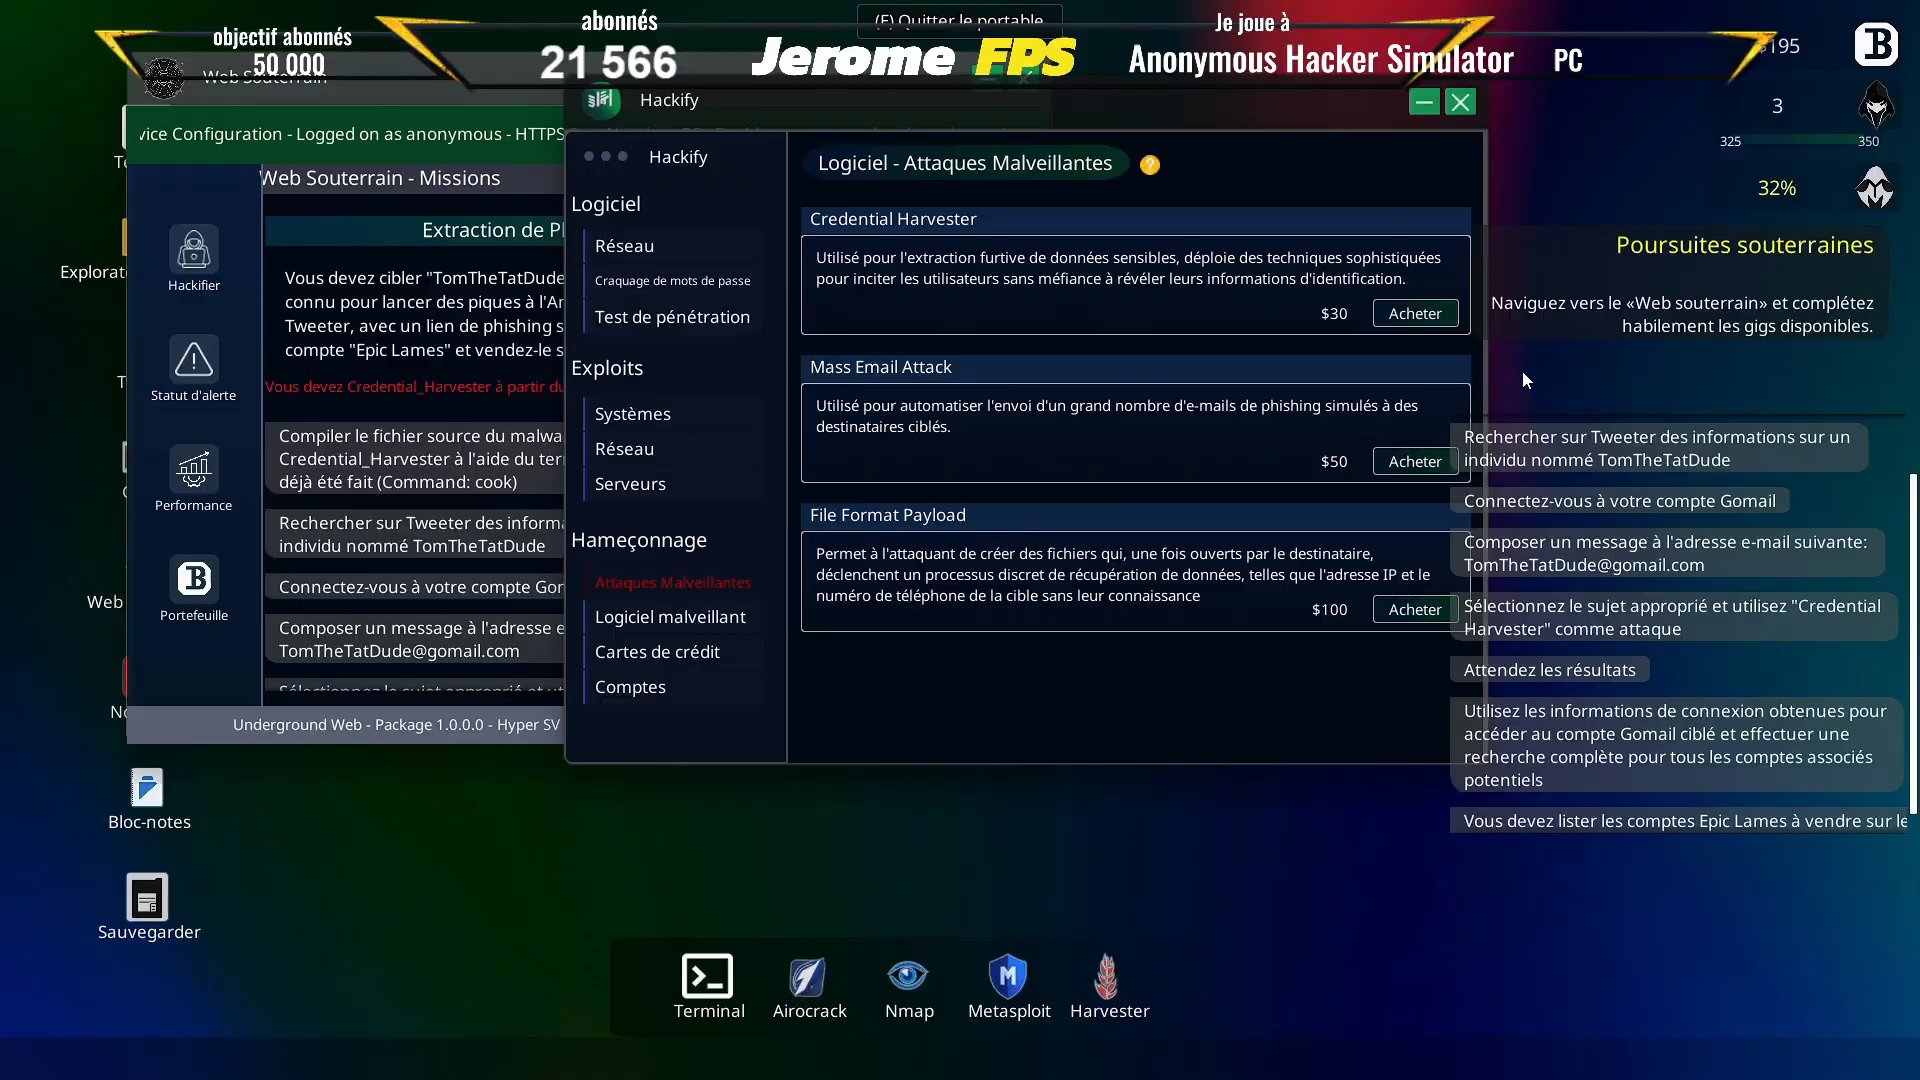 objectif abonnés
50 000
abonnés
21 566
(E) Quitter le portable
Jerome FPS
Je joue à
Anonymous Hacker Simulator
PC
195
B
3
325
350
32%
Web Souterrain
Logged on as anonymous - HTTPS
Web Souterrain - Missions
Hackifier
Statut d'alerte
Performance
Portefeuille
Vous devez cibler "TomTheTatDude
connu pour lancer des piques à
Tweeter, avec un lien de phishing
compte "Epic Lames" et vendez-le
Vous devez Credential_Harvester à partir
Compiler le fichier source du
Credential_Harvester à l'aide du
déjà été fait (Command: cook)
Rechercher sur Tweeter des
individu nommé TomTheTatDude
Connectez-vous à votre compte
Composer un message à l'adresse
TomTheTatDude@gomail.com
Underground Web - Package 1.0.0.0 - Hyper SV
Hackify
Hackify
Logiciel
Réseau
Craquage de mots de passe
Test de pénétration
Exploits
Systèmes
Réseau
Serveurs
Hameçonnage
Attaques Malveillantes
Logiciel malveillant
Cartes de crédit
Comptes
Logiciel - Attaques Malveillantes
?
Credential Harvester
Utilisé pour l'extraction furtive de données sensibles, déploie des techniques sophistiquées
pour inciter les utilisateurs sans méfiance à révéler leurs informations d'identification.
$30
Acheter
Mass Email Attack
Utilisé pour automatiser l'envoi d'un grand nombre d'e-mails de phishing simulés à des
destinataires ciblés.
$50
Acheter
File Format Payload
Permet à l'attaquant de créer des fichiers qui, une fois ouverts par le destinataire,
déclenchent un processus discret de récupération de données, telles que l'adresse IP et le
numéro de téléphone de la cible sans leur connaissance
$100
Acheter
Poursuites souterraines
Naviguez vers le «Web souterrain» et complétez
habilement les gigs disponibles.
Rechercher sur Tweeter des informations sur un
individu nommé TomTheTatDude
Connectez-vous à votre compte Gomail
Composer un message à l'adresse e-mail suivante:
TomTheTatDude@gomail.com
Sélectionnez le sujet approprié et utilisez "Credential
Harvester" comme attaque
Attendez les résultats
Utilisez les informations de connexion obtenues pour
accéder au compte Gomail ciblé et effectuer une
recherche complète pour tous les comptes associés
potentiels
Vous devez lister les comptes Epic Lames à vendre sur le
Bloc-notes
Sauvegarder
Terminal
Airocrack
Nmap
Metasploit
Harvester